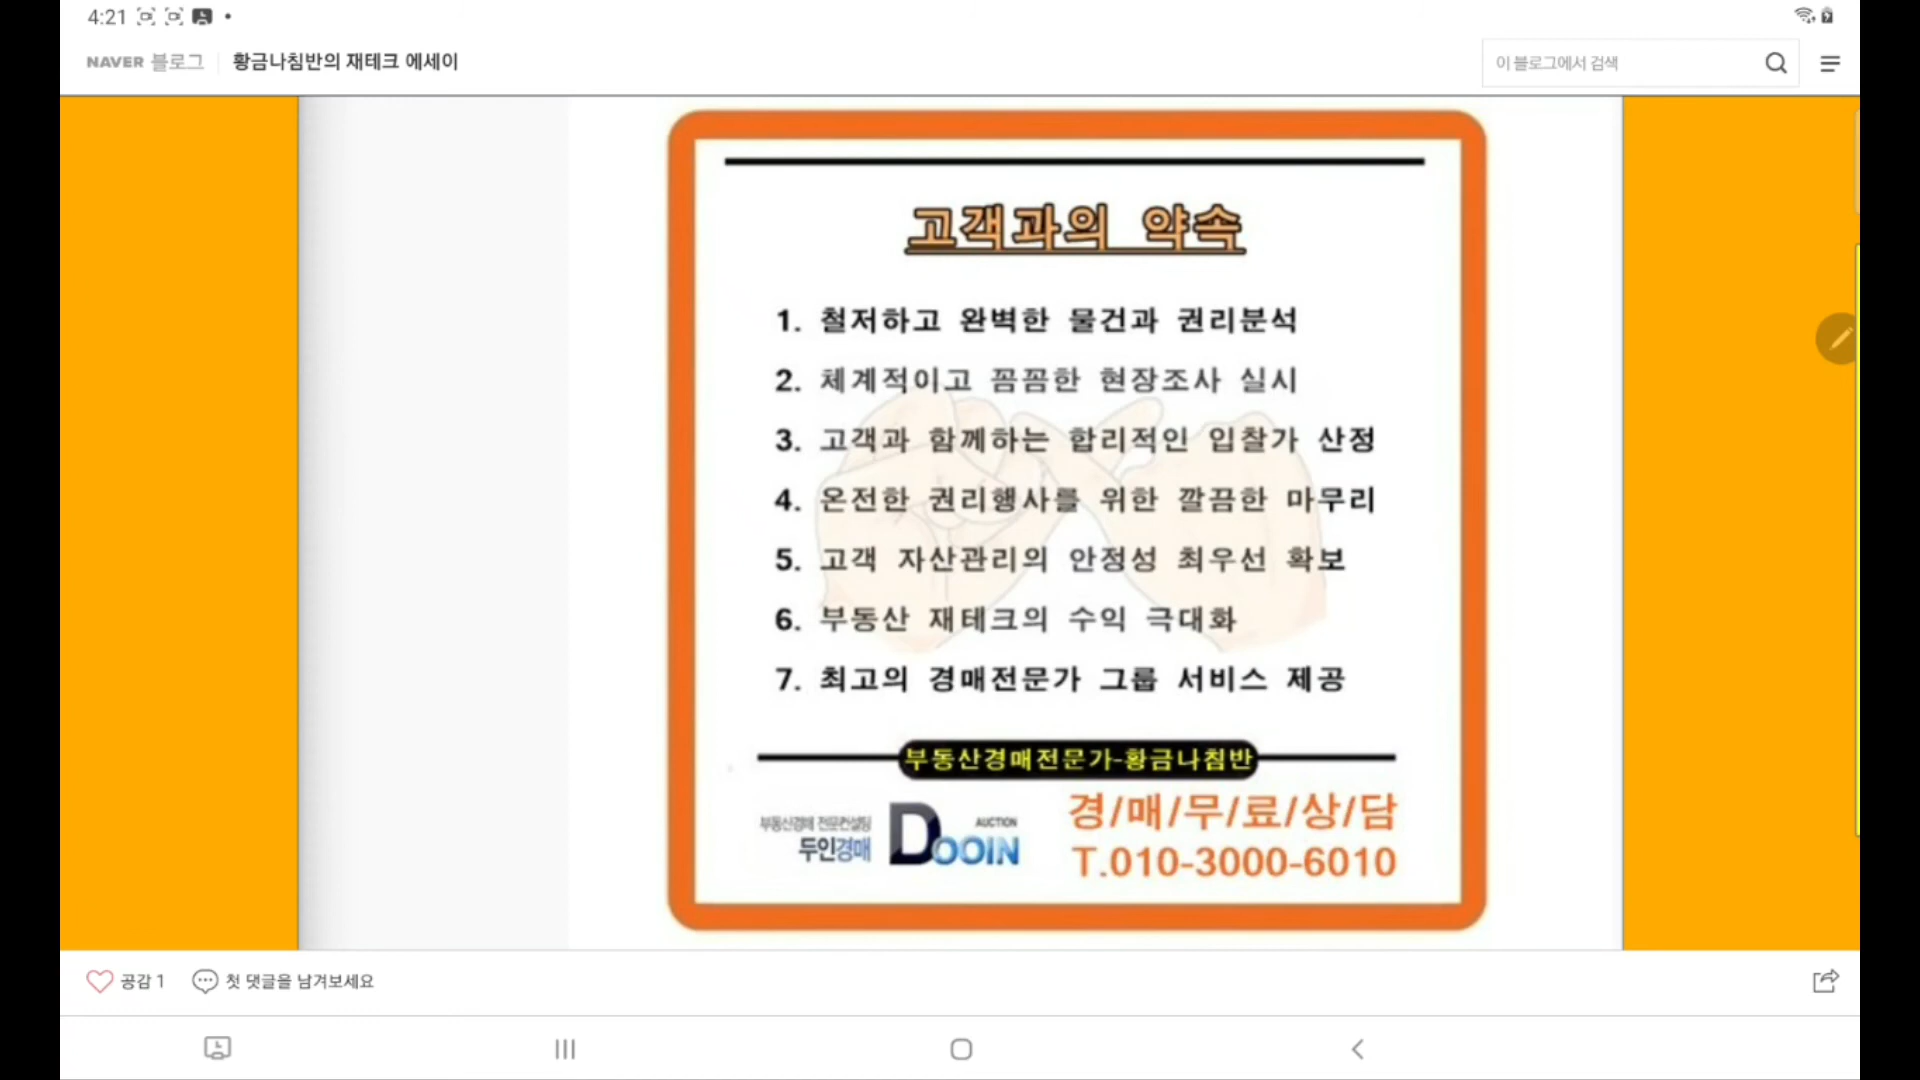 4:21
NAVER 블로그
황금나침반의 재테크 에세이
이 블로그에서 검색
고객과의 약속
1. 철저하고 완벽한 물건과 권리분석
2. 체계적이고 꼼꼼한 현장조사 실시
3. 고객과 함께하는 합리적인 입찰가 산정
4. 온전한 권리행사를 위한 깔끔한 마무리
5. 고객 자산관리의 안정성 최우선 확보
6. 부동산 재테크의 수익 극대화
7. 최고의 경매전문가 그룹 서비스 제공
부동산경매전문가-황금나침반
부동산경매 전문컨설팅
두인경매
AUCTION
DOOIN
경/매/무/료/상/담
T.010-3000-6010
공감 1
첫 댓글을 남겨보세요